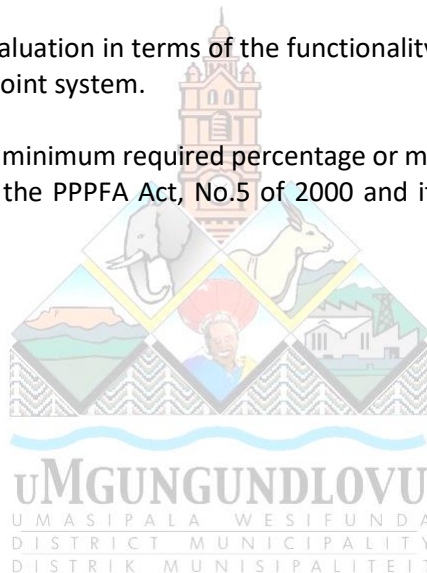 aluation in terms of the functionality
oint system.
minimum required percentage or m
the PPPFA Act, No.5 of 2000 and i
UMGUNGUNDLOVU
UMASIPALA WESIFUNDA
DISTRICT MUNICIPALITY
DISTRIK MUNISIPALITEIT